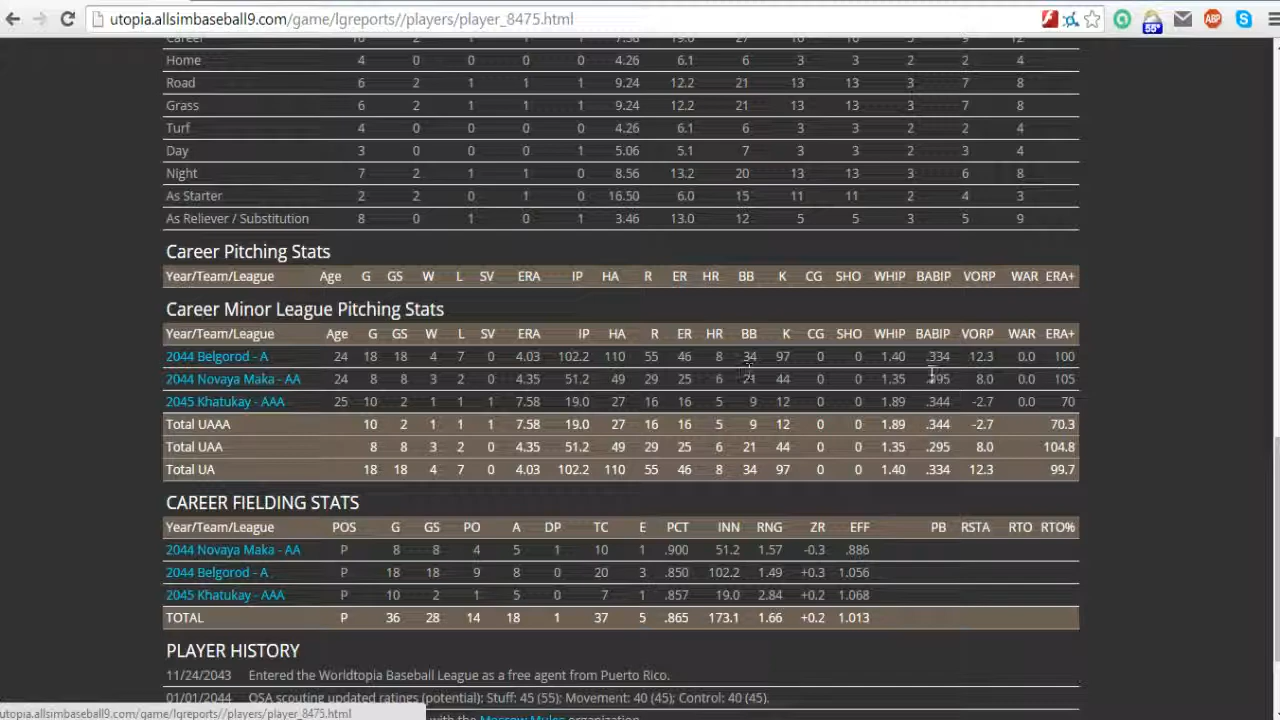 utopia.allsimbaseball9.com/game/lgreports//players/player_8475.html
55°
Career 10 2 1 1 1 7.58 19.0 27 16 16 5 9 12
Home 4 0 0 0 0 4.26 6.1 6 3 3 2 2 4
Road 6 2 1 1 1 9.24 12.2 21 13 13 3 7 8
Grass 6 2 1 1 1 9.24 12.2 21 13 13 3 7 8
Turf 4 0 0 0 0 4.26 6.1 6 3 3 2 2 4
Day 3 0 0 0 1 5.06 5.1 7 3 3 2 3 4
Night 7 2 1 1 0 8.56 13.2 20 13 13 3 6 8
As Starter 2 2 0 1 0 16.50 6.0 15 11 11 2 4 3
As Reliever / Substitution 8 0 1 0 1 3.46 13.0 12 5 5 3 5 9
Career Pitching Stats
Year/Team/League Age G GS W L SV ERA IP HA R ER HR BB K CG SHO WHIP BABIP VORP WAR ERA+
Career Minor League Pitching Stats
Year/Team/League Age G GS W L SV ERA IP HA R ER HR BB K CG SHO WHIP BABIP VORP WAR ERA+
2044 Belgorod - A 24 18 18 4 7 0 4.03 102.2 110 55 46 8 34 97 0 0 1.40 .334 12.3 0.0 100
2044 Novaya Maka - AA 24 8 8 3 2 0 4.35 51.2 49 29 25 6 21 44 0 0 1.35 .295 8.0 0.0 105
2045 Khatukay - AAA 25 10 2 1 1 1 7.58 19.0 27 16 16 5 9 12 0 0 1.89 .344 -2.7 0.0 70
Total UAAA 10 2 1 1 1 7.58 19.0 27 16 16 5 9 12 0 0 1.89 .344 -2.7 70.3
Total UAA 8 8 3 2 0 4.35 51.2 49 29 25 6 21 44 0 0 1.35 .295 8.0 104.8
Total UA 18 18 4 7 0 4.03 102.2 110 55 46 8 34 97 0 0 1.40 .334 12.3 99.7
CAREER FIELDING STATS
Year/Team/League POS G GS PO A DP TC E PCT INN RNG ZR EFF PB RSTA RTO RTO%
2044 Novaya Maka - AA P 8 8 4 5 1 10 1 .900 51.2 1.57 -0.3 .886
2044 Belgorod - A P 18 18 9 8 0 20 3 .850 102.2 1.49 +0.3 1.056
2045 Khatukay - AAA P 10 2 1 5 0 7 1 .857 19.0 2.84 +0.2 1.068
TOTAL P 36 28 14 18 1 37 5 .865 173.1 1.66 +0.2 1.013
PLAYER HISTORY
11/24/2043 Entered the Worldtopia Baseball League as a free agent from Puerto Rico.
01/01/2044 OSA scouting updated ratings (potential): Stuff: 45 (55); Movement: 40 (45); Control: 40 (45).
utopia.allsimbaseball9.com/game/lgreports//players/player_8475.html
with the Moscow Mules organization.